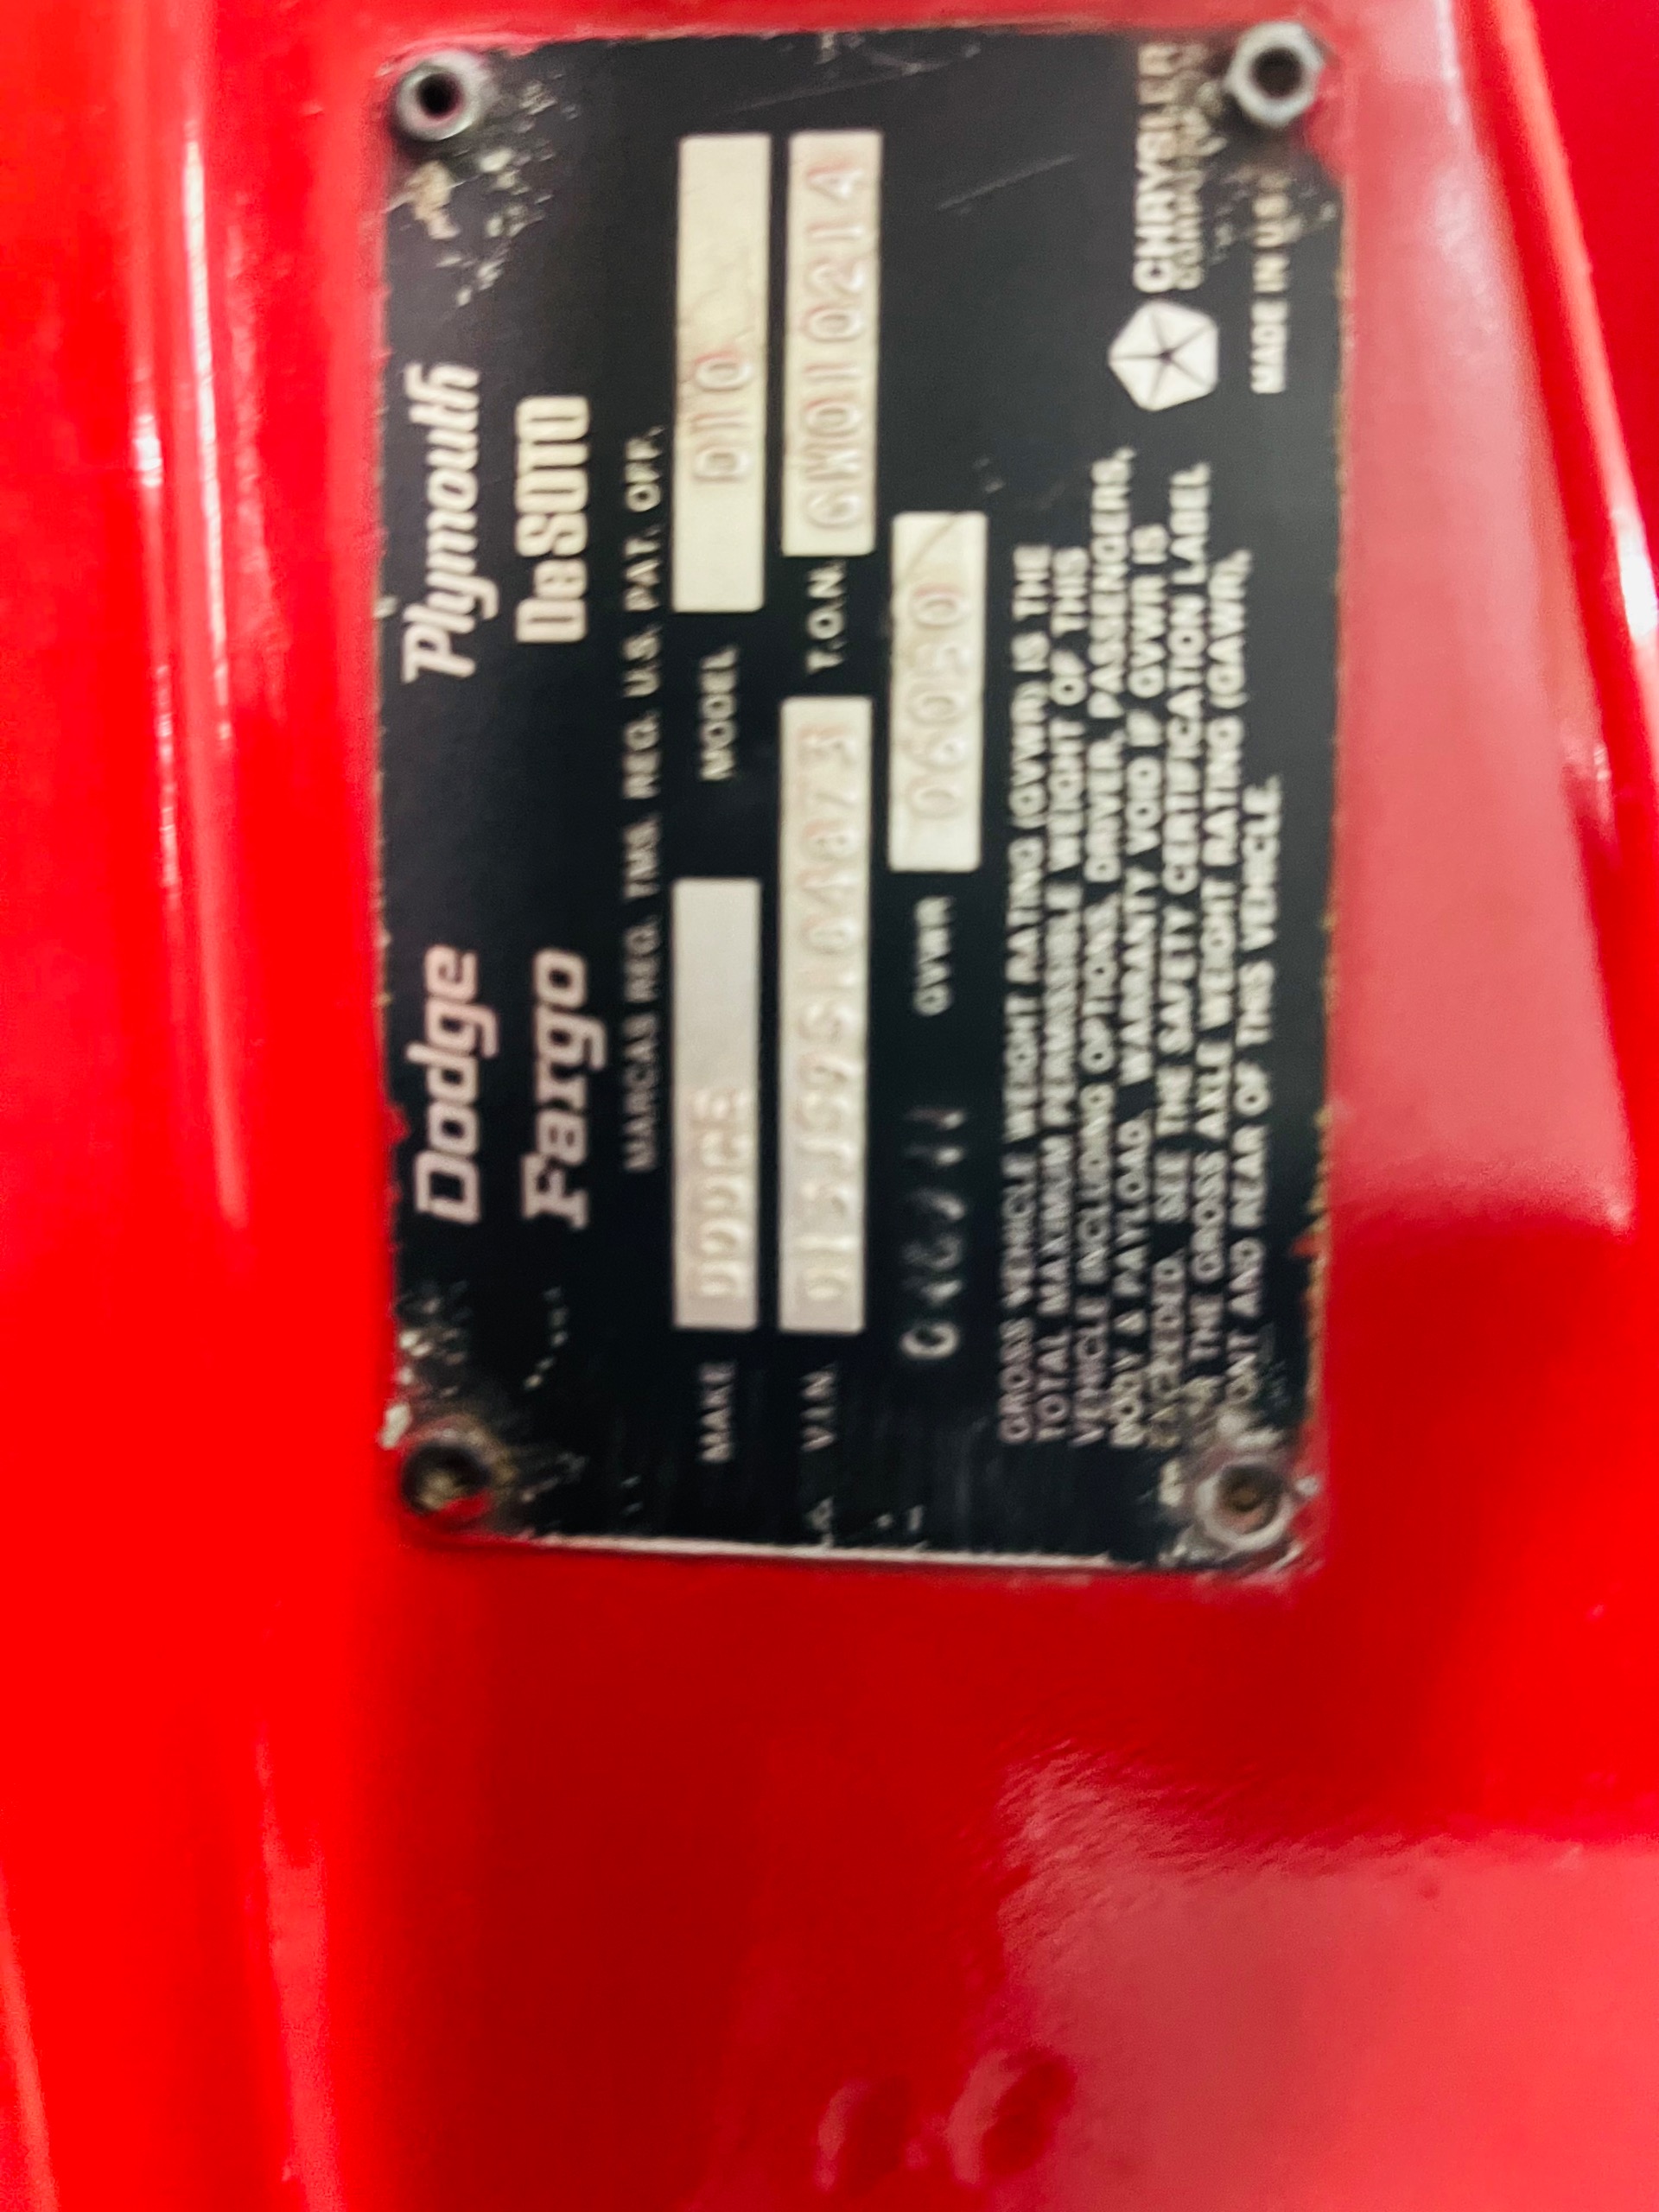 Dodge Plymouth
Fargo DeSOTO
MARCAS REG. TMS. REG. U.S. PAT. OFF.
MAKE DODGE MODEL D10
V.I.N. T.O.N.
GVWR 06050
GROSS VEHICLE WEIGHT RATING (GVWR) IS THE
TOTAL MAXIMUM PERMISSIBLE WEIGHT OF THIS
VEHICLE INCLUDING OPTIONS, DRIVER, PASSENGERS,
BODY & PAYLOAD. WARRANTY VOID IF GVWR IS
EXCEEDED. SEE THE SAFETY CERTIFICATION LABEL
THE GROSS AXLE WEIGHT RATING (GAWR),
ONT AND REAR OF THIS VEHICLE.
CHRYSLER
MADE IN U.S.